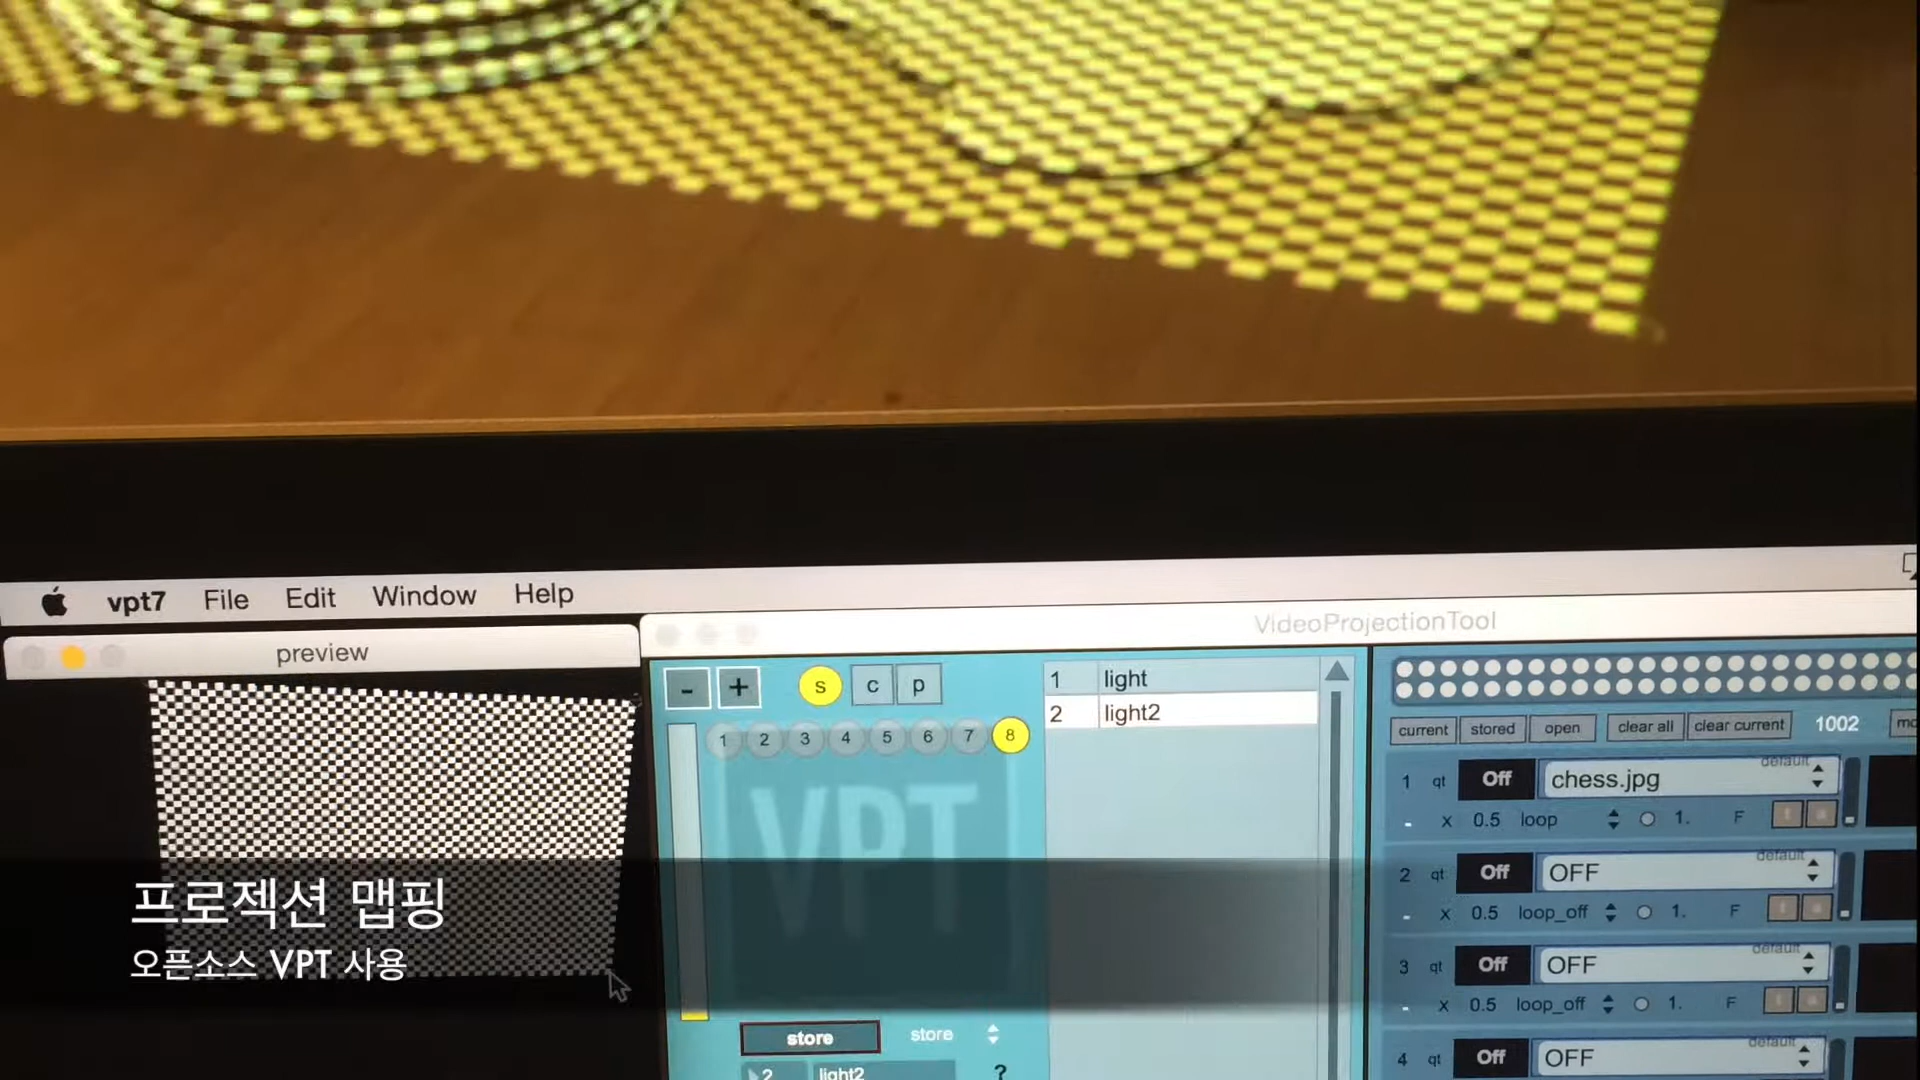 vpt7 File Edit Window Help
preview
VideoProjectionTool
- + s c p
1 2 3 4 5 6 7 8
VPT
1 light
2 light2
current stored open clear all clear current 1002
1 qt Off chess.jpg default
x 0.5 loop 1. F
2 qt Off OFF default
x 0.5 loop_off 1. F
3 qt Off OFF default
x 0.5 loop_off 1. F
4 qt Off OFF default
store store
2 light2 ?
프로젝션 맵핑
오픈소스 VPT 사용